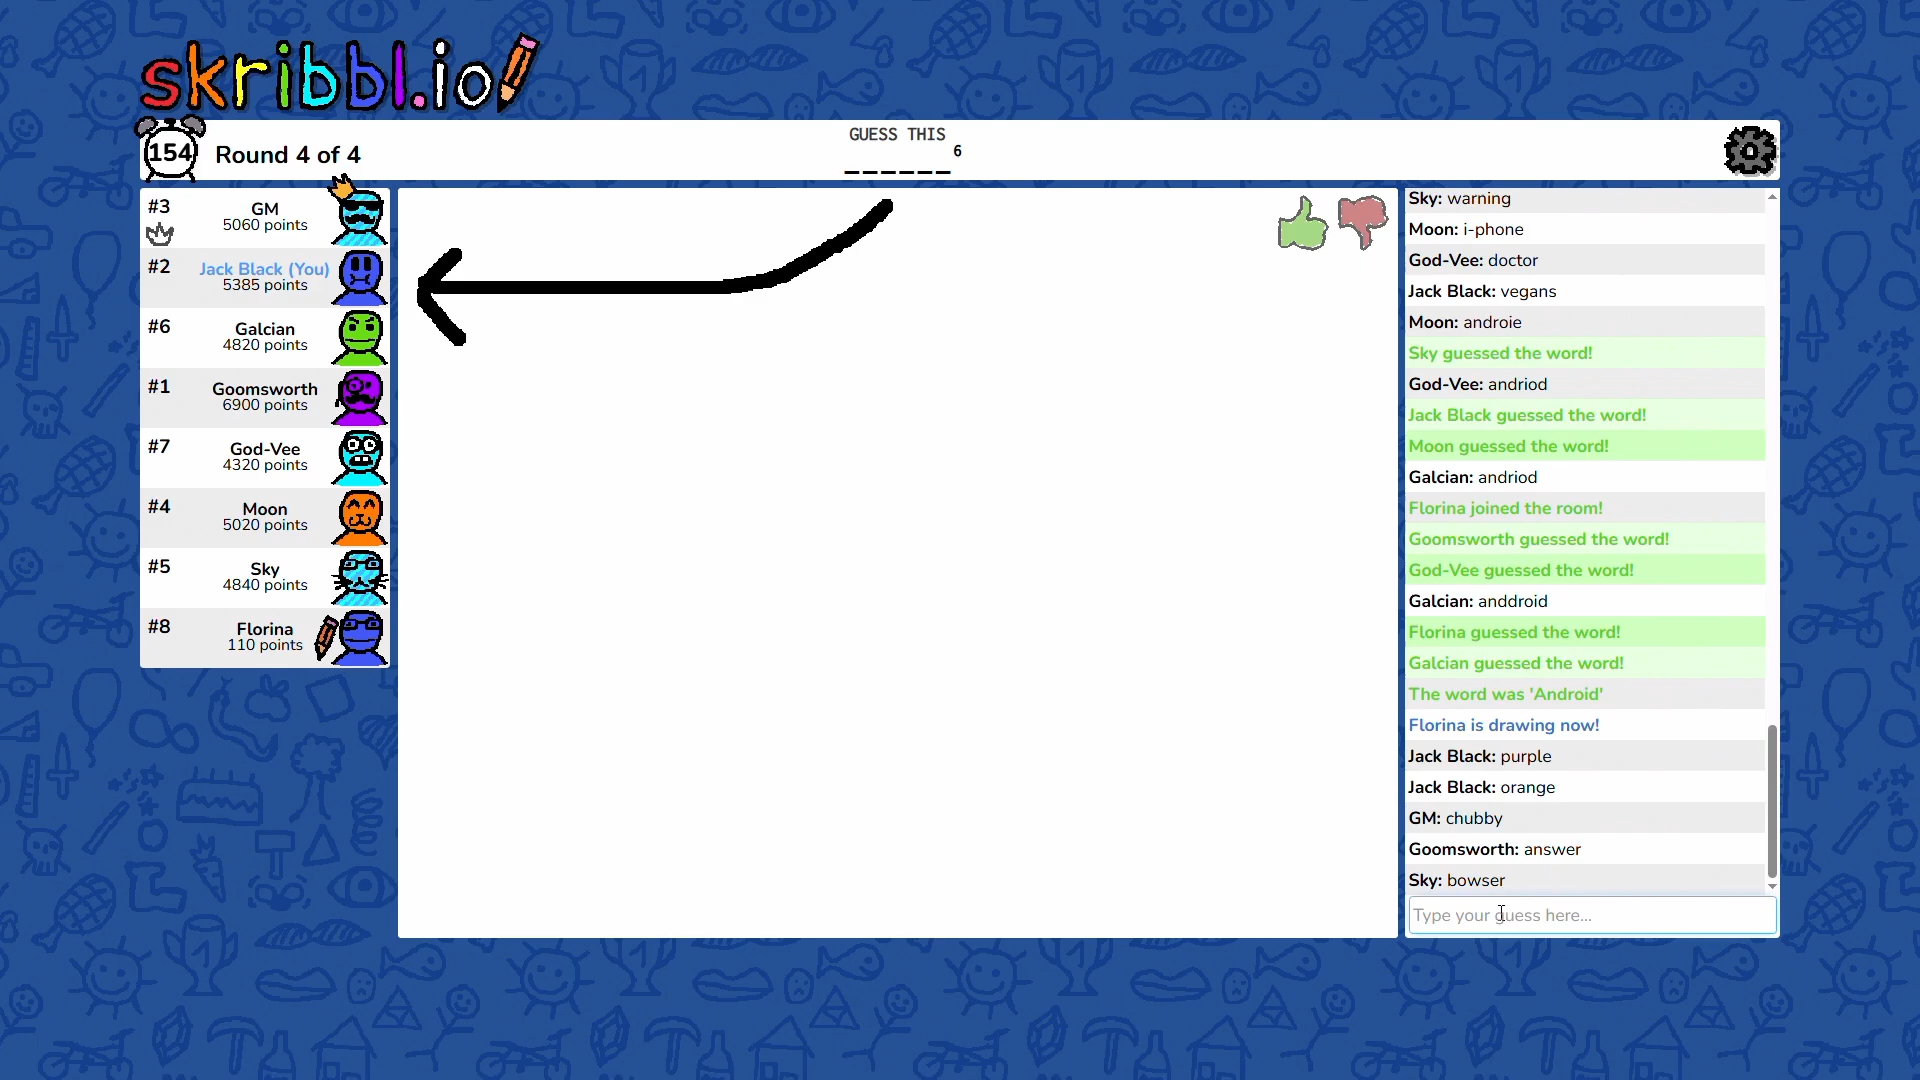 skribbl.io
154
Round 4 of 4
GUESS THIS
______ 6
#3 GM
5060 points
#2 Jack Black (You)
5385 points
#6 Galcian
4820 points
#1 Goomsworth
6900 points
#7 God-Vee
4320 points
#4 Moon
5020 points
#5 Sky
4840 points
#8 Florina
110 points
Sky: warning
Moon: i-phone
God-Vee: doctor
Jack Black: vegans
Moon: androie
Sky guessed the word!
God-Vee: andriod
Jack Black guessed the word!
Moon guessed the word!
Galcian: andriod
Florina joined the room!
Goomsworth guessed the word!
God-Vee guessed the word!
Galcian: anddroid
Florina guessed the word!
Galcian guessed the word!
The word was 'Android'
Florina is drawing now!
Jack Black: purple
Jack Black: orange
GM: chubby
Goomsworth: answer
Sky: bowser
Type your guess here...